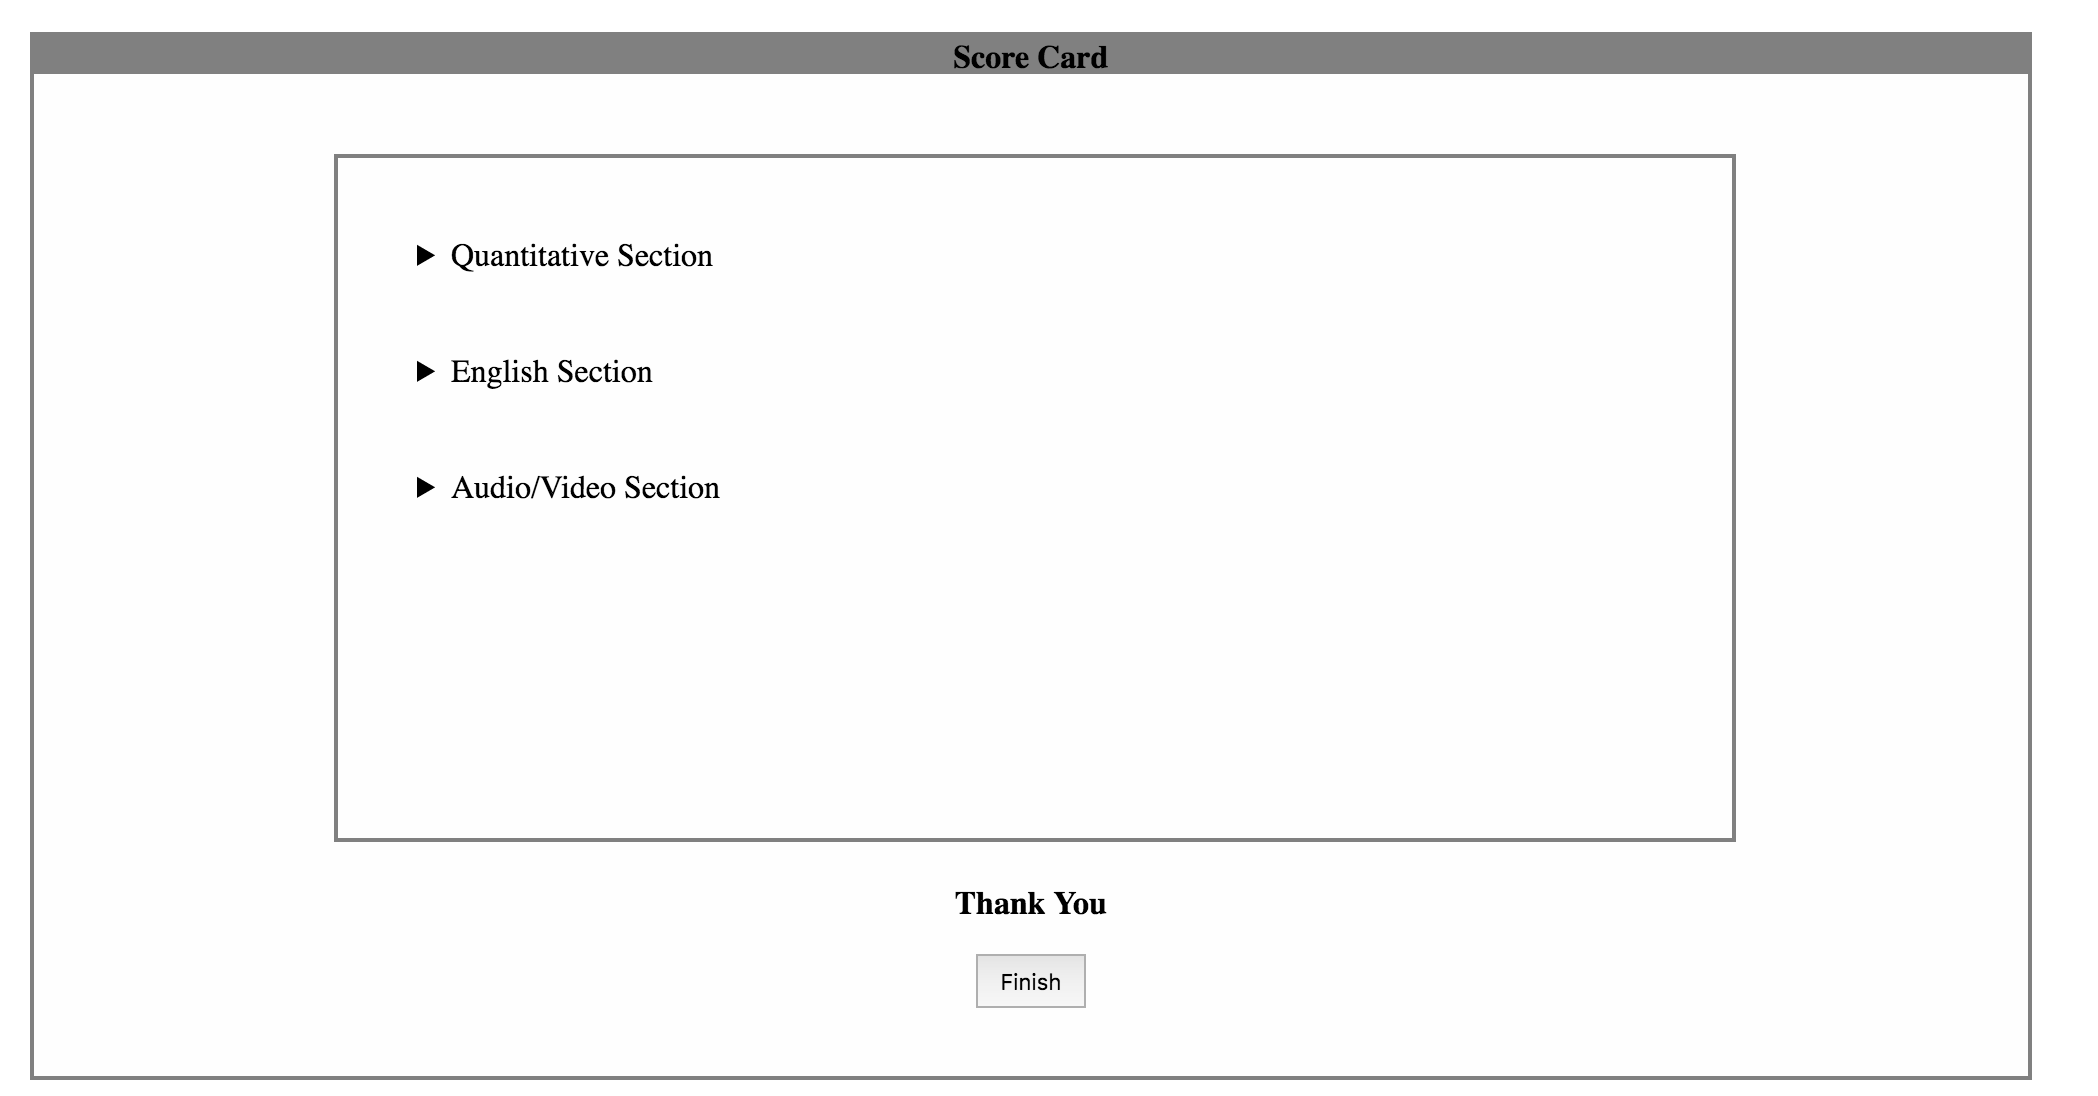 Score Card
Quantitative Section
English Section
Audio/Video Section
Thank You
Finish